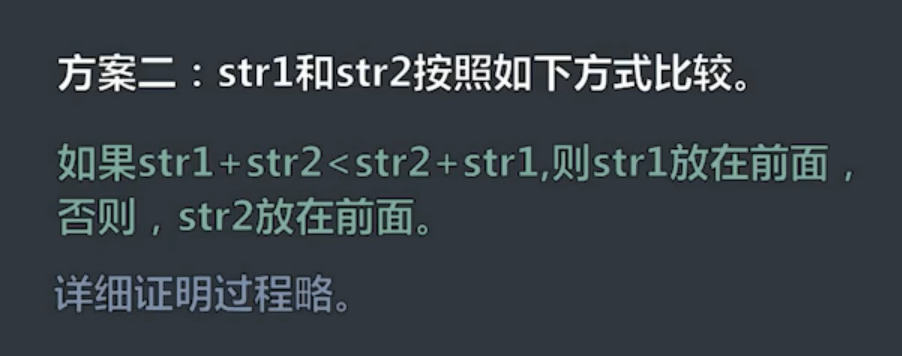 方案二：str1和str2按照如下方式比较。
如果str1+str2<str2+str1,则str1放在前面，
否则，str2放在前面。
详细证明过程略。